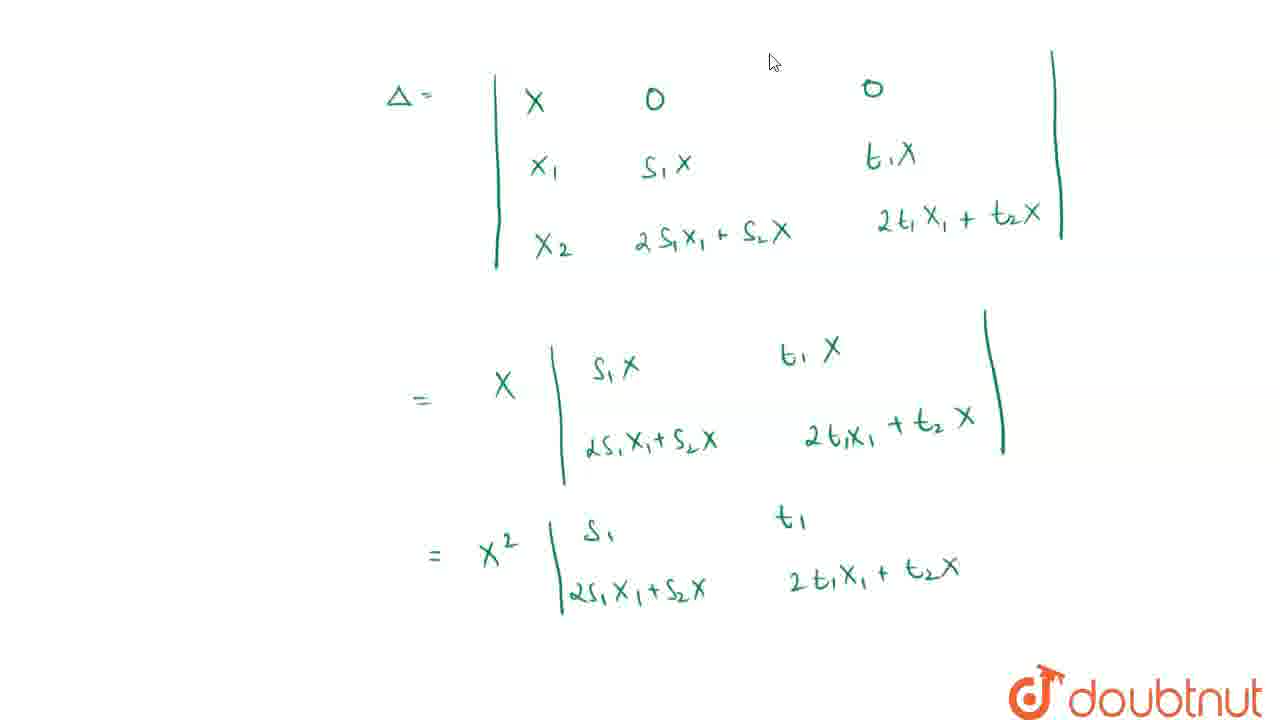 Δ = | X 0 0 |
| X₁ S₁X t₁X |
| X₂ 2S₁X₁ + S₂X 2t₁X₁ + t₂X |
= X | S₁X t₁X |
| 2S₁X₁ + S₂X 2t₁X₁ + t₂X |
= X² | S₁ t₁
| 2S₁X₁ + S₂X 2t₁X₁ + t₂X
doubtnut